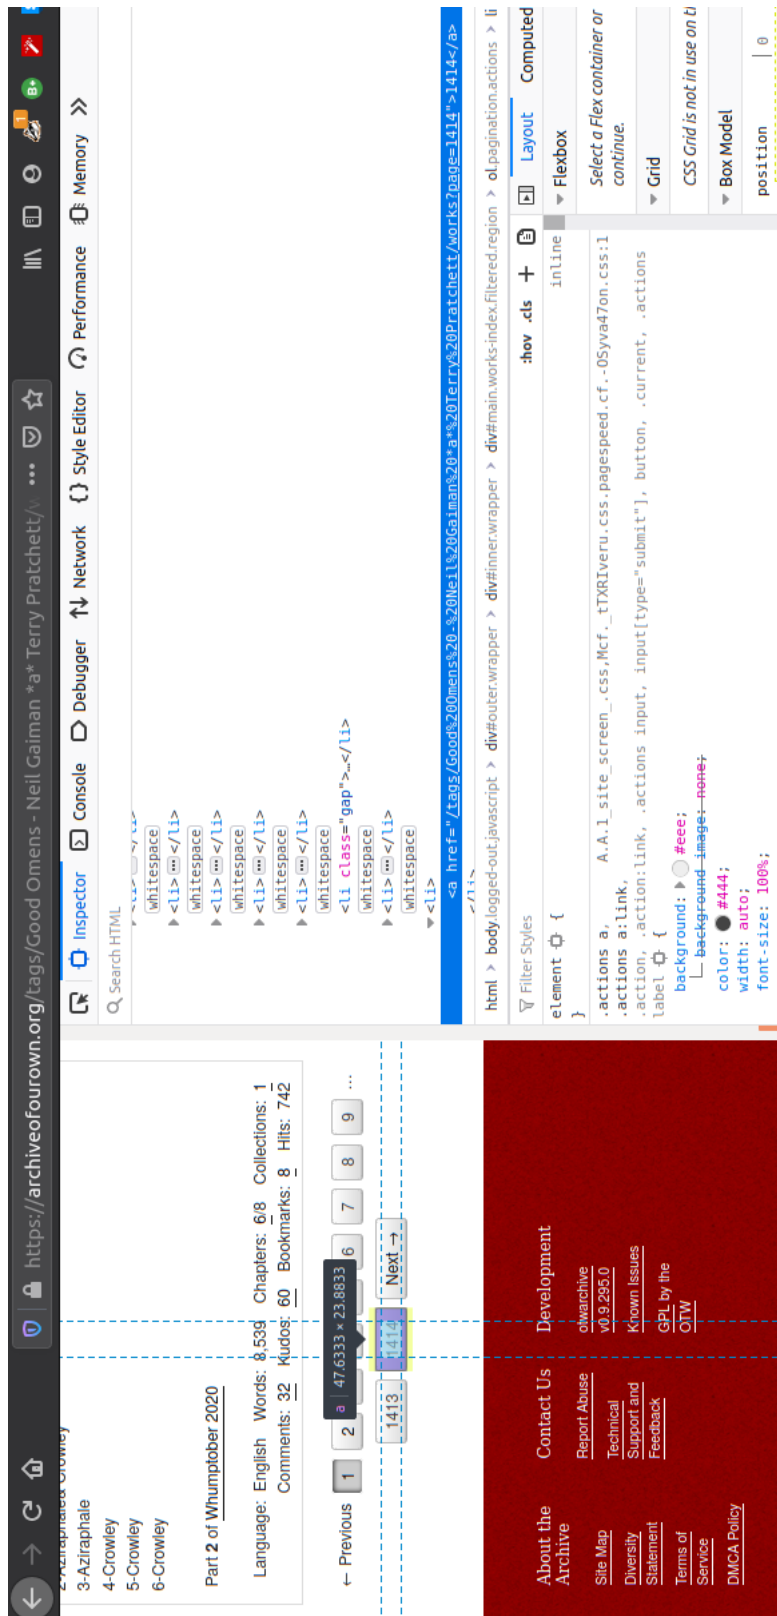 https://archiveofourown.org/tags/Good Omens - Neil Gaiman *a* Terry Pratchett/w
1
B+
2-Aziraphale& Crowley
3-Aziraphale
4-Crowley
5-Crowley
6-Crowley
Part 2 of Whumptober 2020
Language: English Words: 8,539 Chapters: 6/8 Collections: 1
Comments: 32 Kudos: 60 Bookmarks: 8 Hits: 742
a | 47.6333 × 23.8833
← Previous 1 2 6 7 8 9 …
1413 1414 Next →
About the Archive
Site Map
Diversity Statement
Terms of Service
DMCA Policy
Contact Us
Report Abuse
Technical Support and Feedback
Development
otwarchive v0.9.295.0
Known Issues
GPL by the OTW
Inspector Console Debugger Network Style Editor Performance Memory
Search HTML
<li> ⋯ </li>
whitespace
<li> ⋯ </li>
whitespace
<li> ⋯ </li>
whitespace
<li> ⋯ </li>
whitespace
<li> ⋯ </li>
whitespace
<li class="gap">…</li>
whitespace
<li> ⋯ </li>
whitespace
<li>
<a href="/tags/Good%20Omens%20-%20Neil%20Gaiman%20*a*%20Terry%20Pratchett/works?page=1414">1414</a>
</li>
html > body.logged-out.javascript > div#outer.wrapper > div#inner.wrapper > div#main.works-index.filtered.region > ol.pagination.actions > li
Filter Styles
:hov .cls +
element { inline
}
.actions a, A.A.1_site_screen_.css,Mcf._tTXRIveru.css.pagespeed.cf.-OSyva47on.css:1
.actions a:link,
.action, .action:link, .actions input, input[type="submit"], button, .current, .actions
label {
background: #eee;
background-image: none;
color: #444;
width: auto;
font-size: 100%;
Layout Computed
Flexbox
Select a Flex container or
continue.
Grid
CSS Grid is not in use on t
Box Model
position 0